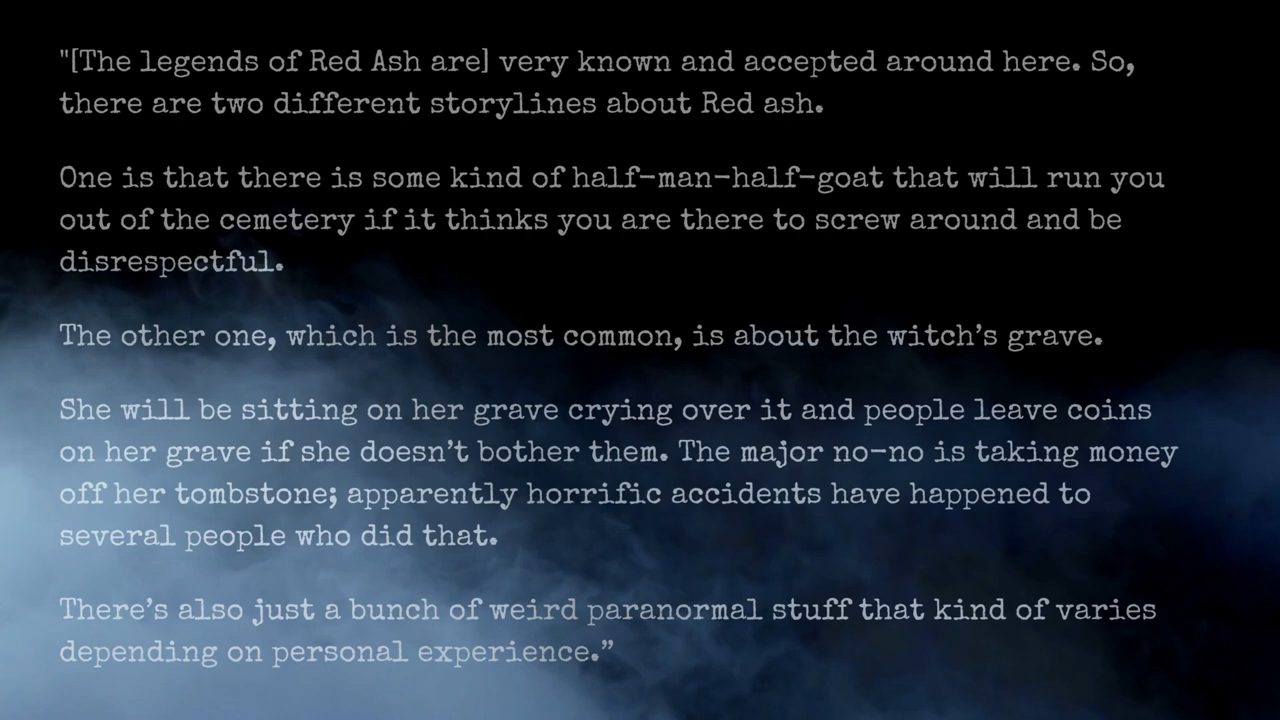 "[The legends of Red Ash are] very known and accepted around here. So,
there are two different storylines about Red ash.
One is that there is some kind of half-man-half-goat that will run you
out of the cemetery if it thinks you are there to screw around and be
disrespectful.
The other one, which is the most common, is about the witch’s grave.
She will be sitting on her grave crying over it and people leave coins
on her grave if she doesn’t bother them. The major no-no is taking money
off her tombstone; apparently horrific accidents have happened to
several people who did that.
There’s also just a bunch of weird paranormal stuff that kind of varies
depending on personal experience.”